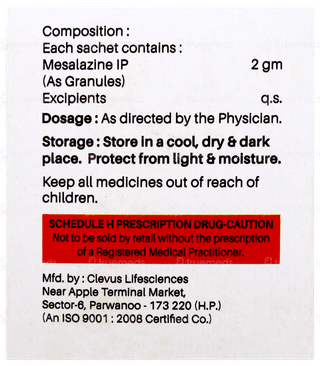 Composition :
Each sachet contains :
Mesalazine IP 2 gm
(As Granules)
Excipients q.s.
Dosage : As directed by the Physician.
Storage : Store in a cool, dry & dark
place. Protect from light & moisture.
Keep all medicines out of reach of
children.
SCHEDULE H PRESCRIPTION DRUG-CAUTION
Not to be sold by retail without the prescription
of a Registered Medical Practitioner.
Mfd. by : Clevus Lifesciences
Near Apple Terminal Market,
Sector-6, Parwanoo - 173 220 (H.P.)
(An ISO 9001 : 2008 Certified Co.)